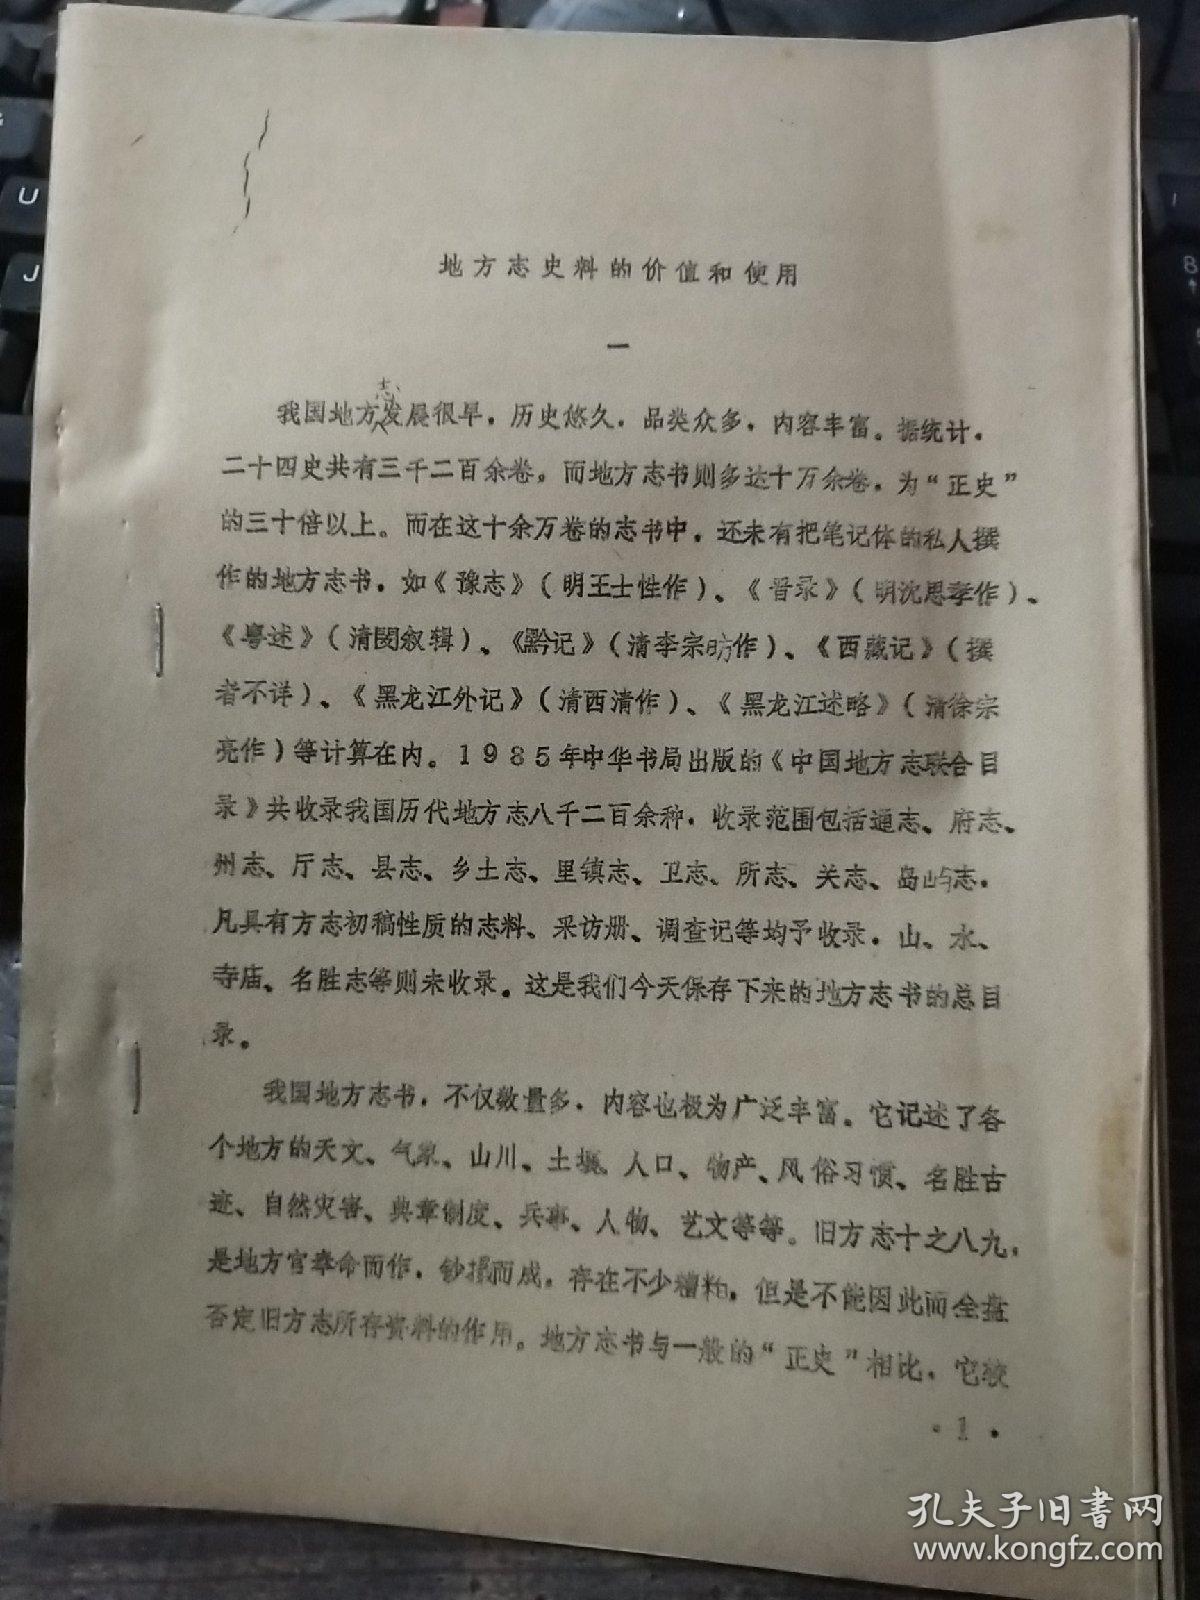 地方志史料的价值和使用
一
我国地方志发展很早，历史悠久，品类众多，内容丰富。据统计，
二十四史共有三千二百余卷。而地方志书则多达十万余卷，为“正史”
的三十倍以上。而在这十余万卷的志书中，还未有把笔记体的私人撰
作的地方志书，如《豫志》（明王士性作）、《晋录》（明沈思孝作）、
《粤述》（清闵叙辑）、《黔记》（清李宗昉作）、《西藏记》（撰
者不详）、《黑龙江外记》（清西清作）、《黑龙江述略》（清徐宗
亮作）等计算在内。1985年中华书局出版的《中国地方志联合目
录》共收录我国历代地方志八千二百余种，收录范围包括通志、府志、
州志、厅志、县志、乡土志、里镇志、卫志、所志、关志、岛屿志，
凡具有方志初稿性质的志料、采访册、调查记等均予收录，山、水、
寺庙、名胜志等则未收录。这是我们今天保存下来的地方志书的总目
录。
我国地方志书，不仅数量多，内容也极为广泛丰富。它记述了各
个地方的天文、气象、山川、土壤、人口、物产、风俗习惯、名胜古
迹、自然灾害、典章制度、兵事、人物、艺文等等。旧方志十之八九，
是地方官奉命而作，钞撮而成，存在不少糟粕，但是不能因此而全盘
否定旧方志所存资料的作用。地方志书与一般的“正史”相比，它较
·1·
U
J
8
孔夫子旧书网
www.kongfz.com